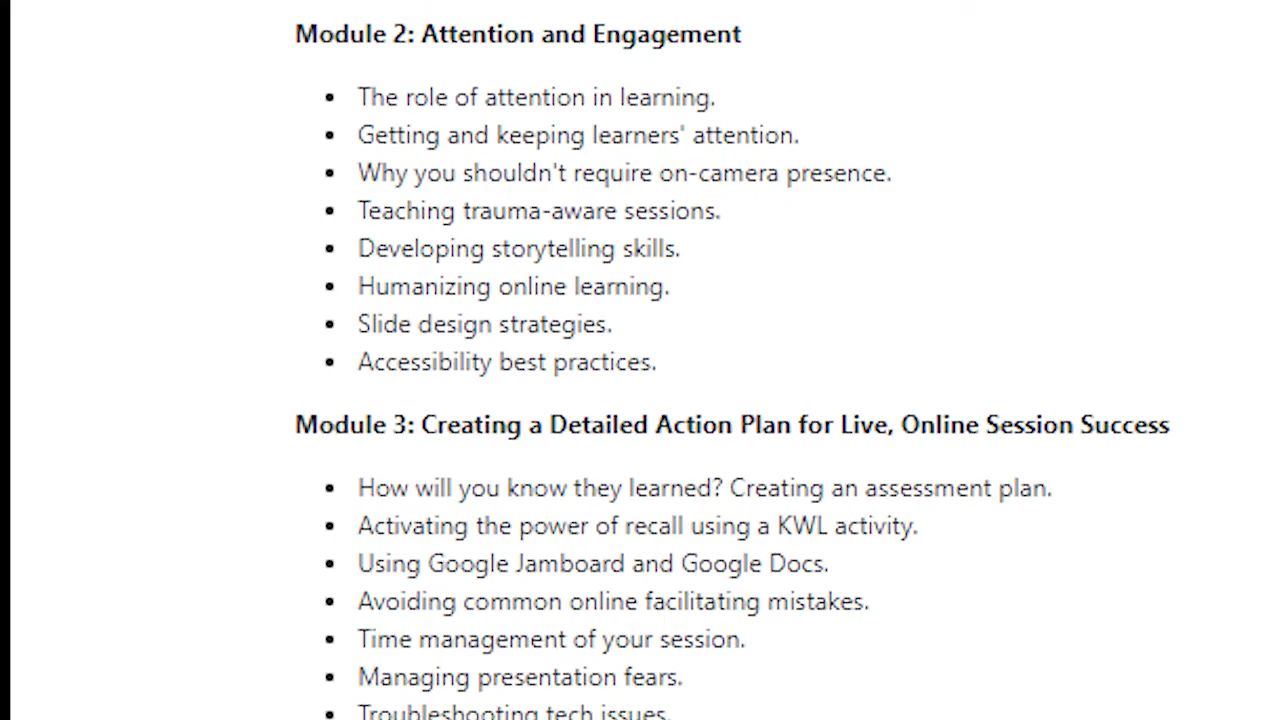 Module 2: Attention and Engagement
• The role of attention in learning.
• Getting and keeping learners' attention.
• Why you shouldn't require on-camera presence.
• Teaching trauma-aware sessions.
• Developing storytelling skills.
• Humanizing online learning.
• Slide design strategies.
• Accessibility best practices.
Module 3: Creating a Detailed Action Plan for Live, Online Session Success
• How will you know they learned? Creating an assessment plan.
• Activating the power of recall using a KWL activity.
• Using Google Jamboard and Google Docs.
• Avoiding common online facilitating mistakes.
• Time management of your session.
• Managing presentation fears.
• Troubleshooting tech issues.